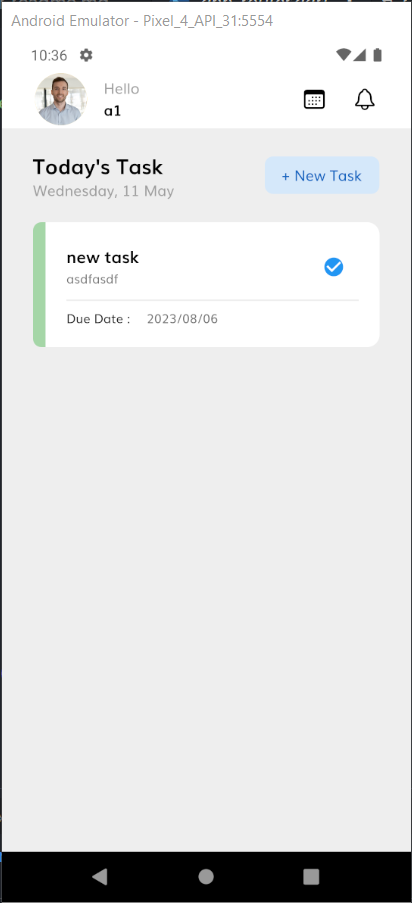 Android Emulator - Pixel_4_API_31:5554
10:36
Hello
a1
Today's Task
Wednesday, 11 May
+ New Task
new task
asdfasdf
Due Date : 2023/08/06